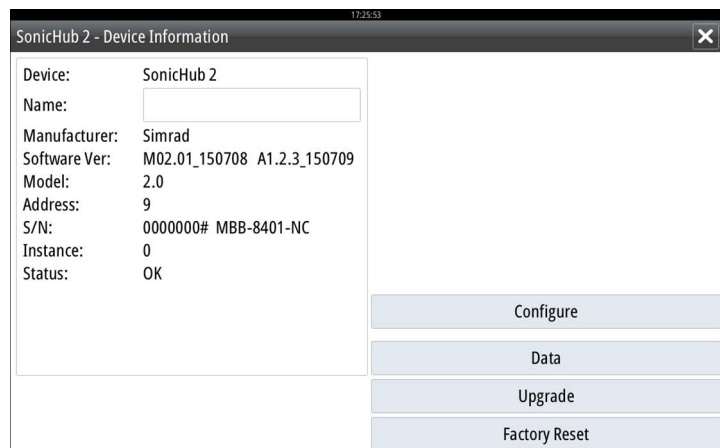 17:25:53
SonicHub 2 - Device Information
Device: SonicHub 2
Name:
Manufacturer: Simrad
Software Ver: M02.01_150708 A1.2.3_150709
Model: 2.0
Address: 9
S/N: 0000000# MBB-8401-NC
Instance: 0
Status: OK
Configure
Data
Upgrade
Factory Reset